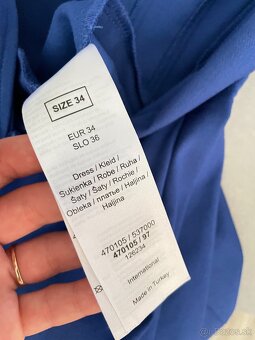 SIZE 34
EUR 34
SLO 36
Dress / Kleid /
Sukienka / Robe / Ruha /
Šaty / Šaty / Rochie /
Obleka / платье / Haljina /
Haljina
470105 / 537000
470105 / 97
126234
International
Made in Turkey